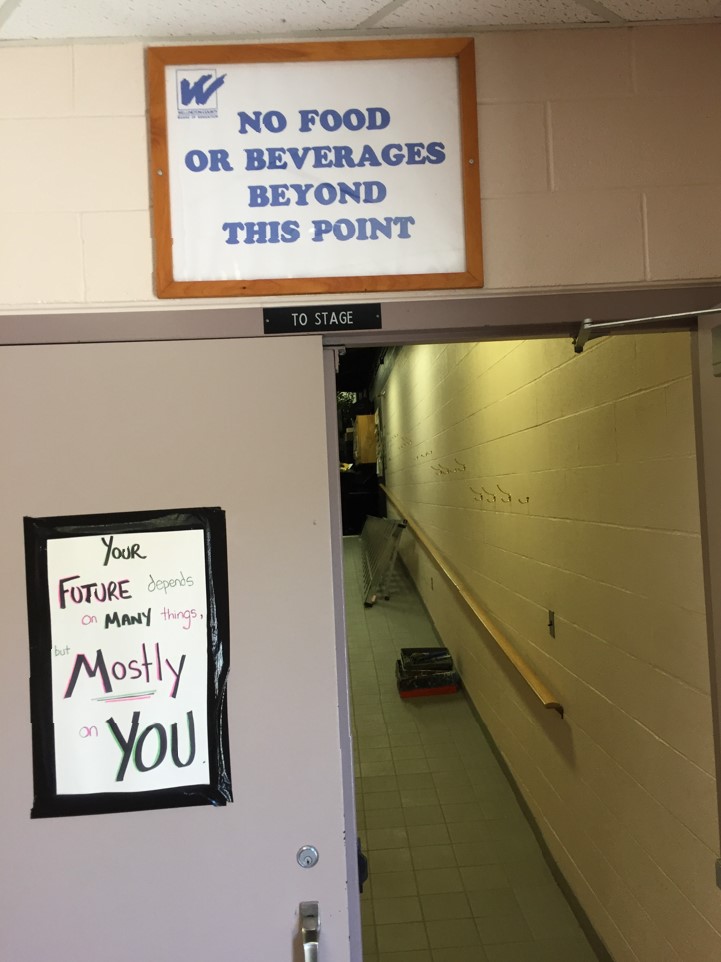 NO FOOD
OR BEVERAGES
BEYOND
THIS POINT
TO STAGE
YOUR
FUTURE depends
on MANY things,
but
Mostly
on YOU